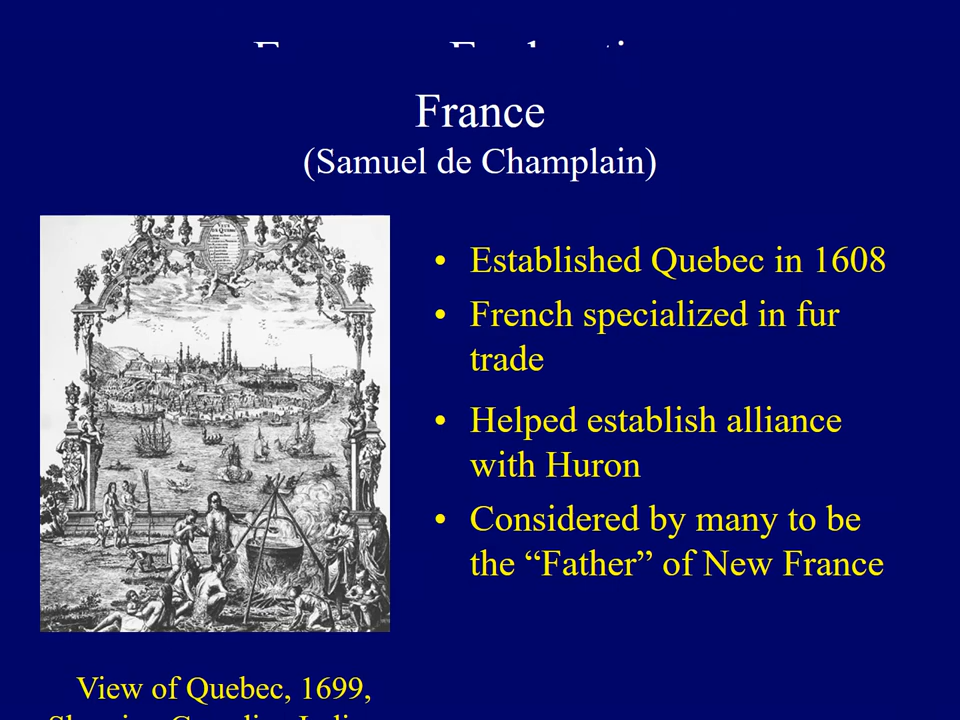 France
(Samuel de Champlain)
• Established Quebec in 1608
• French specialized in fur
trade
• Helped establish alliance
with Huron
• Considered by many to be
the “Father” of New France
View of Quebec, 1699,